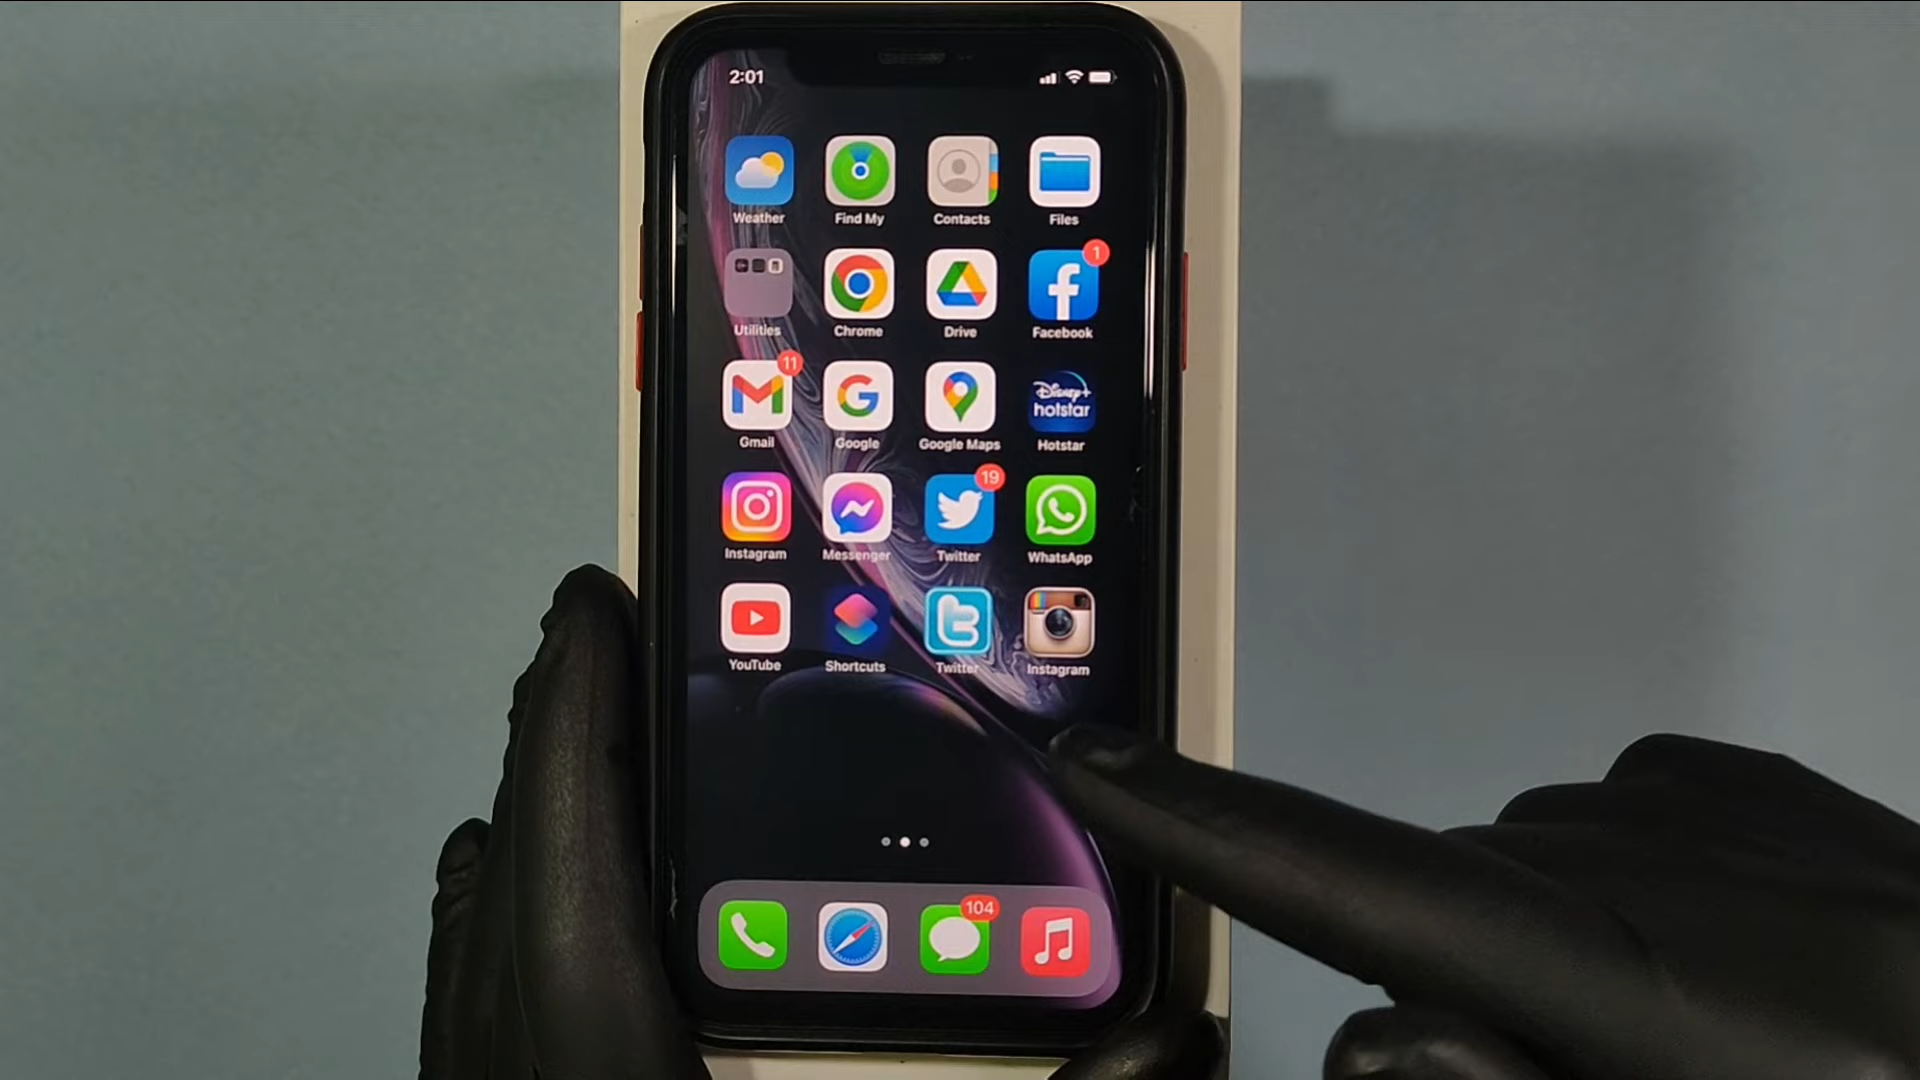 2:01
Weather Find My Contacts Files
1
Utilities Chrome Drive Facebook
11
Disney+
hotstar
Gmail Google Google Maps Hotstar
19
Instagram Messenger Twitter WhatsApp
YouTube Shortcuts Twitter Instagram
104